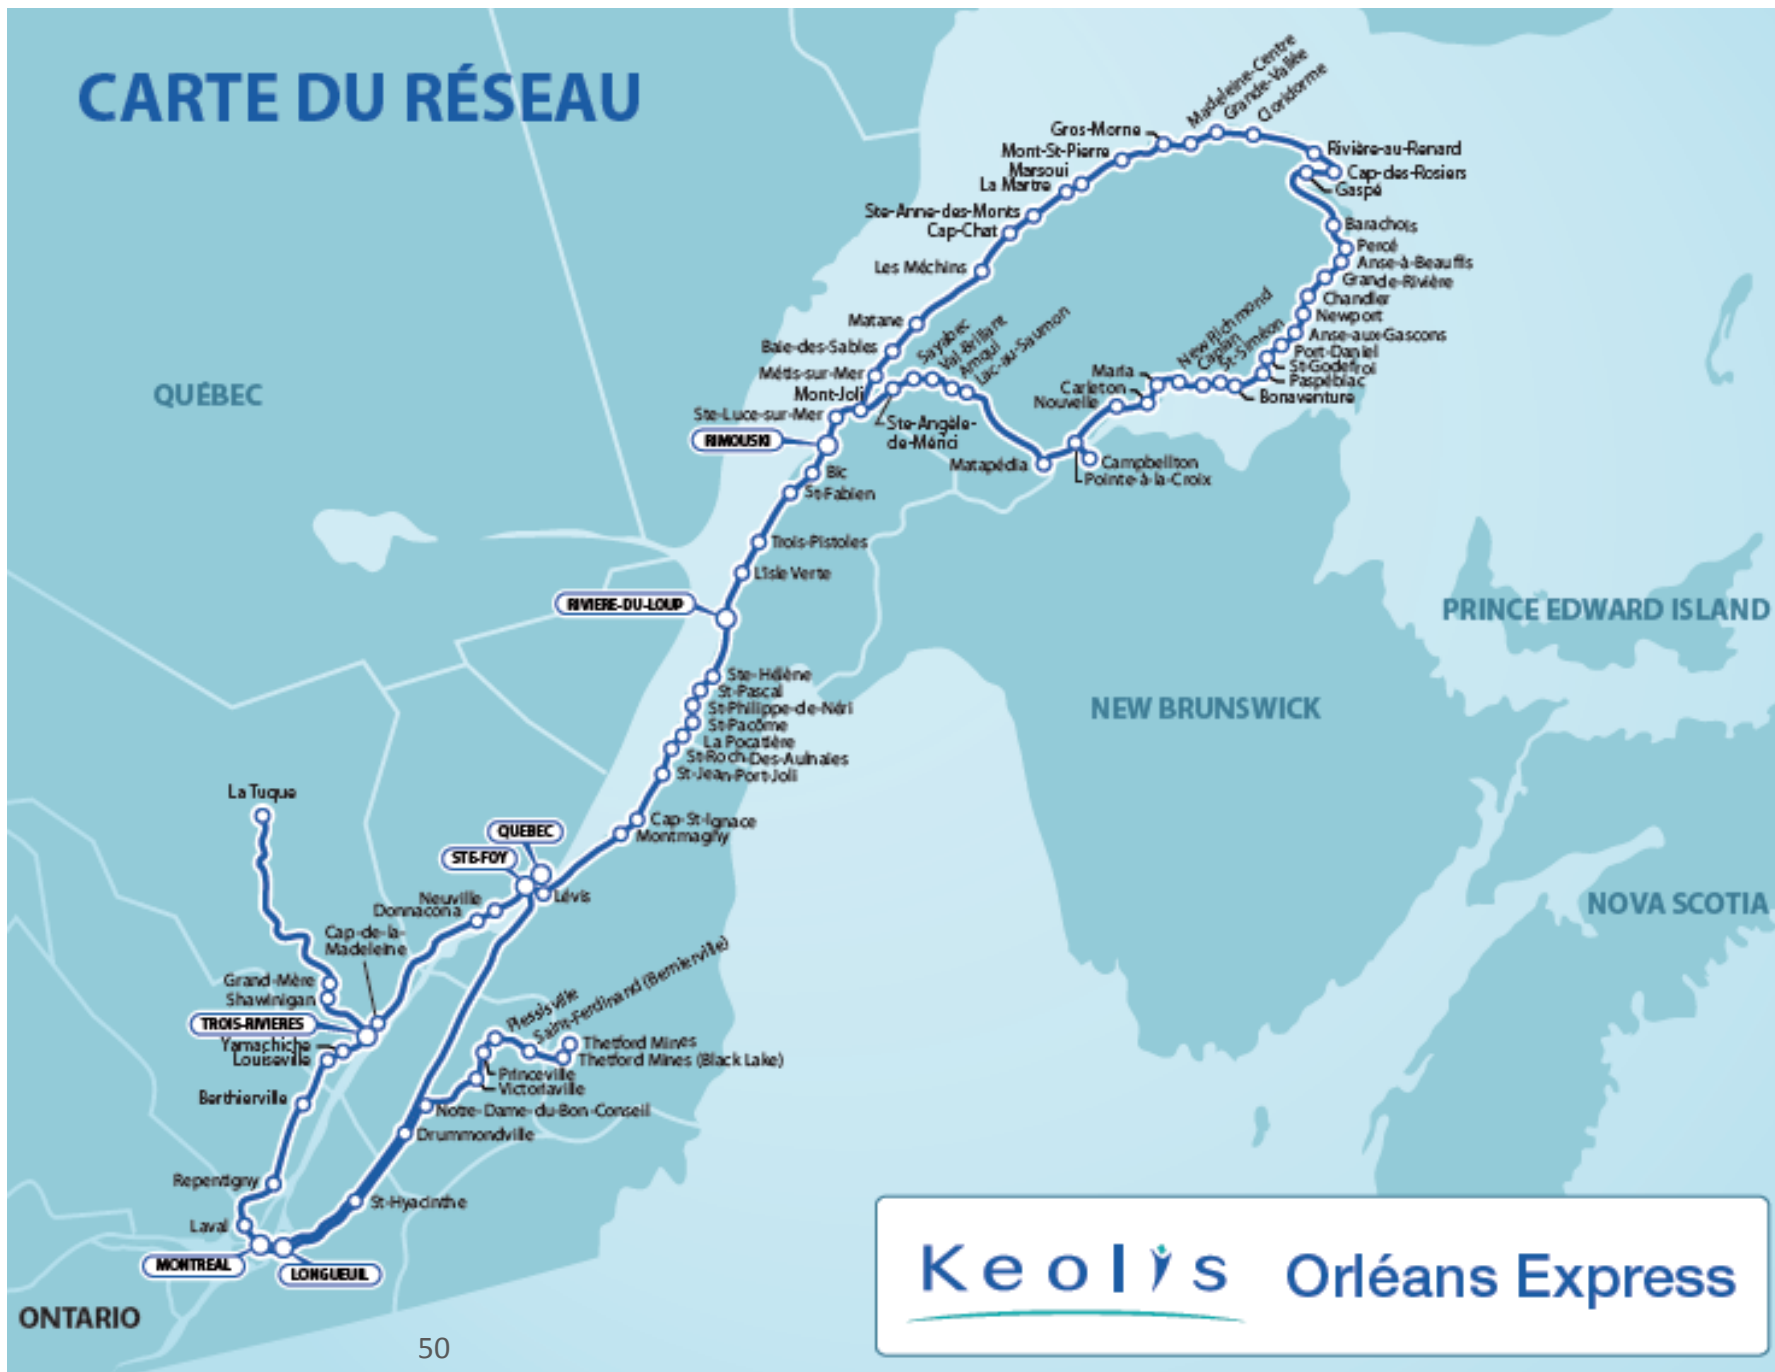 CARTE DU RÉSEAU
Madeleine-Centre
Grande-Vallée
Cloridorme
Gros-Morne
Mont-St-Pierre
Marsoui
La Martre
Ste-Anne-des-Monts
Cap-Chat
Les Méchins
Matane
Baie-des-Sables
Métis-sur-Mer
Mont-Joli
Ste-Luce-sur-Mer
RIMOUSKI
Rivière-au-Renard
Cap-des-Rosiers
Gaspé
Barachois
Percé
Anse-à-Beaufils
Grande-Rivière
Chandler
Newport
Anse-aux-Gascons
Port-Daniel
St-Godefroi
Paspébiac
Bonaventure
St-Siméon
Caplan
New Richmond
Maria
Carleton
Nouvelle
Sayabec
Val-Brillant
Amqui
Lac-au-Saumon
Ste-Angèle-
de-Mérici
Matapédia
Campbellton
Pointe-à-la-Croix
QUÉBEC
Bic
St-Fabien
Trois-Pistoles
L'Isle Verte
RIVIERE-DU-LOUP
PRINCE EDWARD ISLAND
NEW BRUNSWICK
NOVA SCOTIA
Ste-Hélène
St-Pascal
St-Philippe-de-Néri
St-Pacôme
La Pocatière
St-Roch-Des-Aulnaies
St-Jean-Port-Joli
Cap-St-Ignace
Montmagny
La Tuque
QUEBEC
STE-FOY
Lévis
Neuville
Donnacona
Cap-de-la-
Madeleine
Grand-Mère
Shawinigan
TROIS-RIVIERES
Yamachiche
Louiseville
Berthierville
Repentigny
Laval
MONTREAL
LONGUEUIL
Plessisville
Saint-Ferdinand (Bernierville)
Thetford Mines
Thetford Mines (Black Lake)
Princeville
Victoriaville
Notre-Dame-du-Bon-Conseil
Drummondville
St-Hyacinthe
ONTARIO
50
Keolis Orléans Express